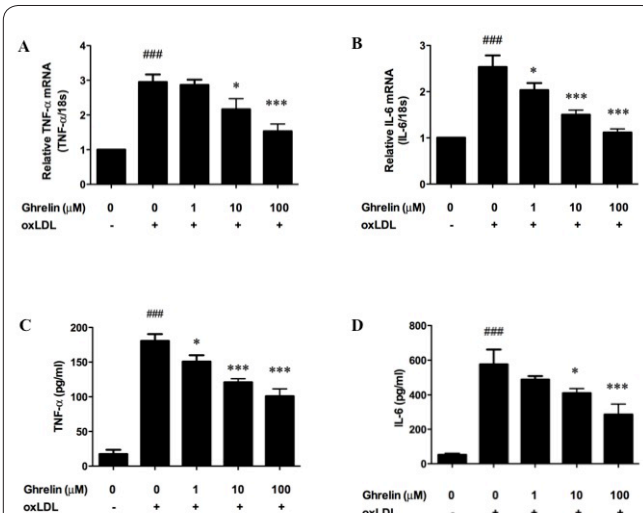 A
###
*
***
Relative TNF-α mRNA
(TNF-α/18s)
4
3
2
1
0
Ghrelin (μM) 0 0 1 10 100
oxLDL - + + + +
B
###
*
***
***
Relative IL-6 mRNA
(IL-6/18s)
3
2
1
0
Ghrelin (μM) 0 0 1 10 100
oxLDL - + + + +
C
###
*
***
***
TNF-α (pg/ml)
200
150
100
50
0
Ghrelin (μM) 0 0 1 10 100
oxLDL - + + + +
D
###
*
***
IL-6 (pg/ml)
800
600
400
200
0
Ghrelin (μM) 0 0 1 10 100
oxLDL - + + + +